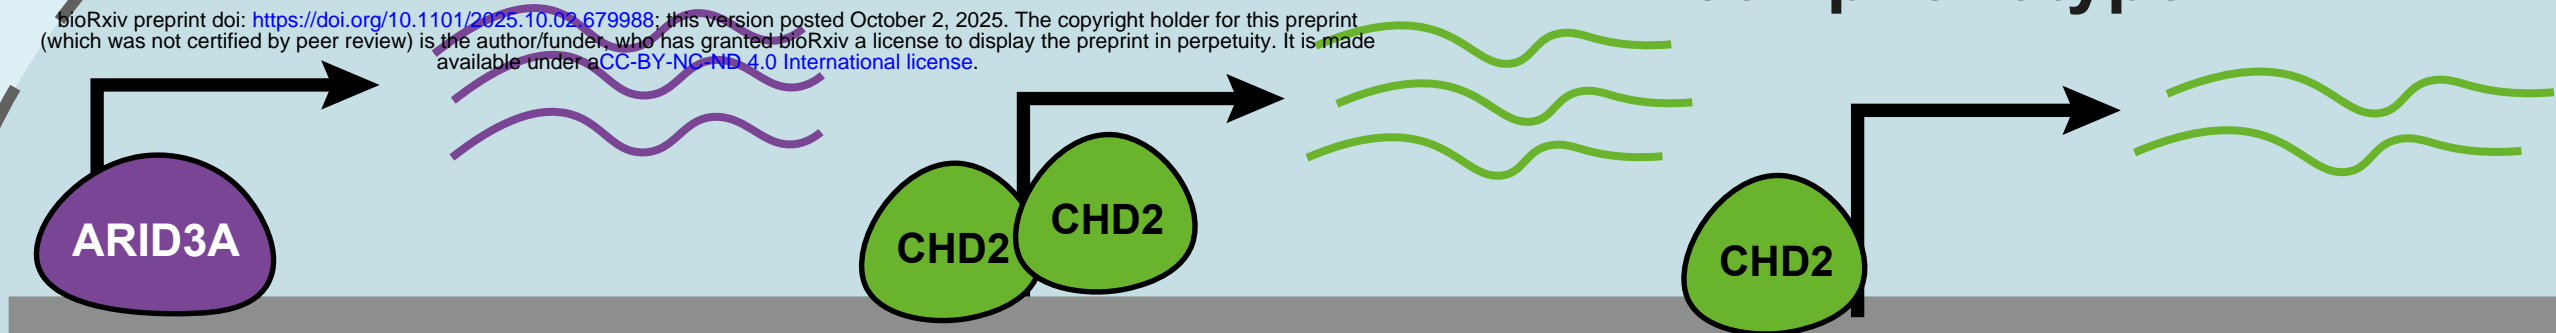 bioRxiv preprint doi: https://doi.org/10.1101/2025.10.02.679988; this version posted October 2, 2025. The copyright holder for this preprint
(which was not certified by peer review) is the author/funder, who has granted bioRxiv a license to display the preprint in perpetuity. It is made
available under aCC-BY-NC-ND 4.0 International license.
ARID3A
CHD2
CHD2
CHD2